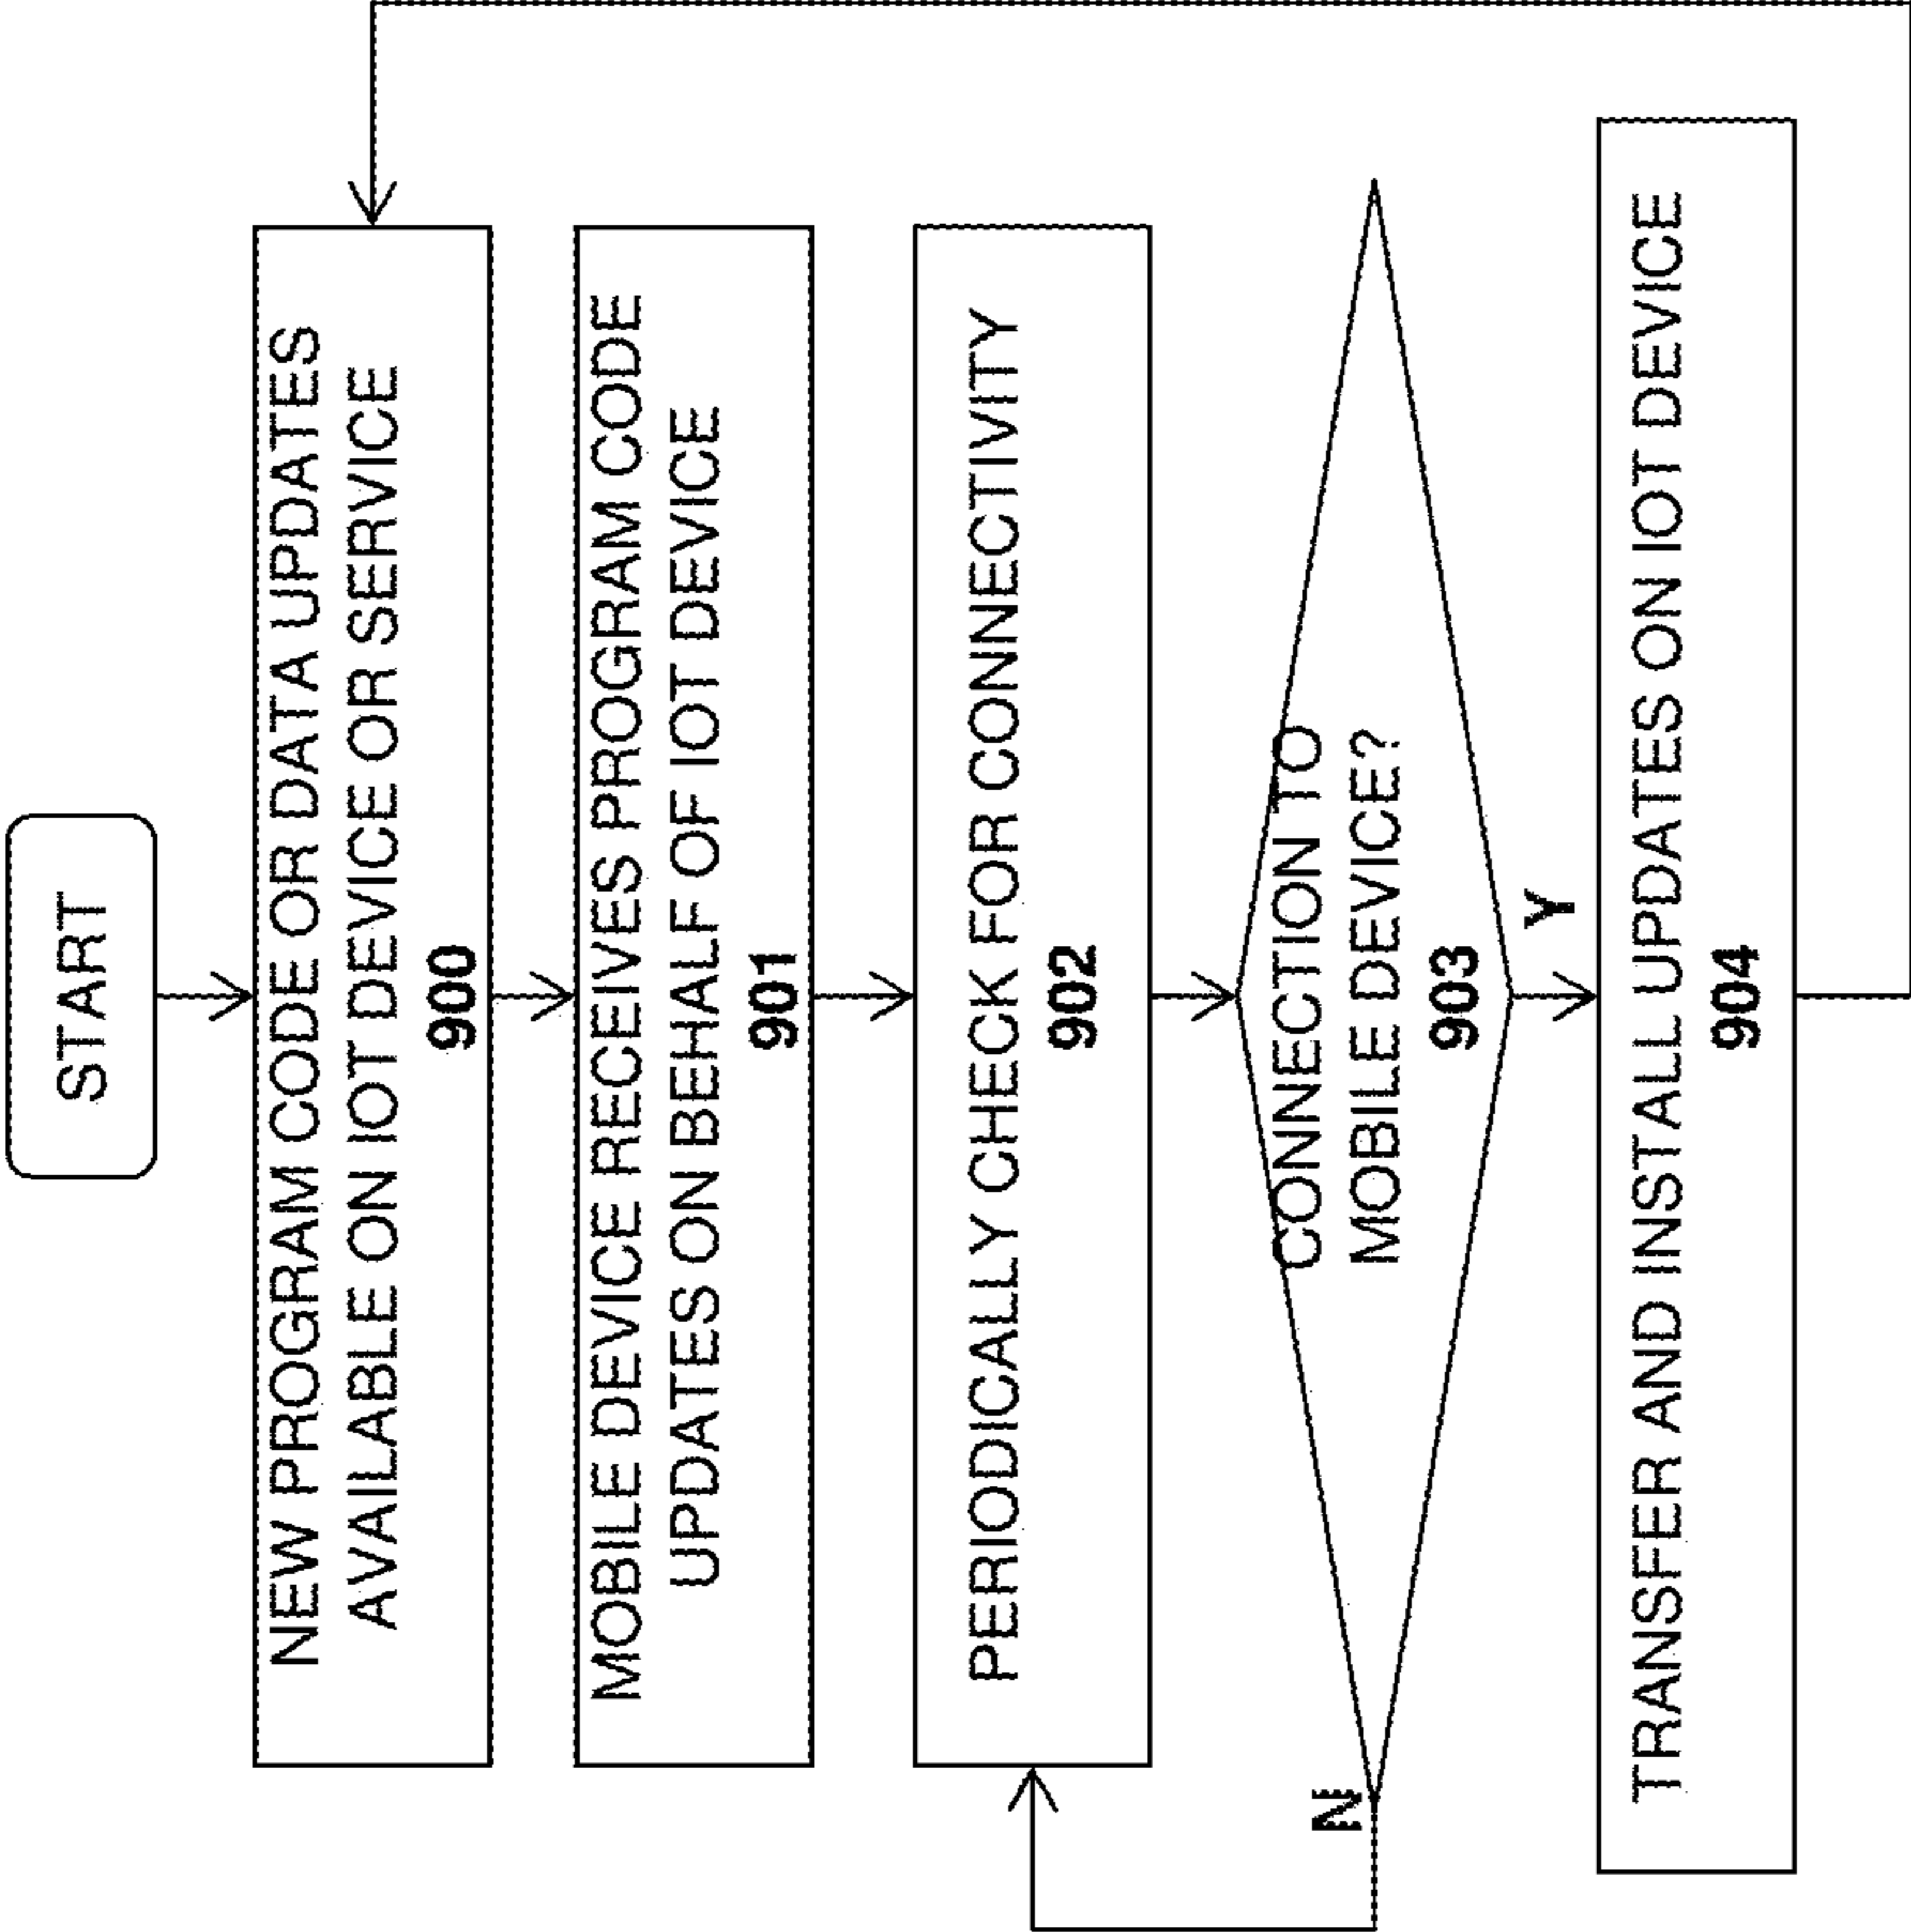 START
NEW PROGRAM CODE OR DATA UPDATES
AVAILABLE ON IOT DEVICE OR SERVICE
900
MOBILE DEVICE RECEIVES PROGRAM CODE
UPDATES ON BEHALF OF IOT DEVICE
901
PERIODICALLY CHECK FOR CONNECTIVITY
902
CONNECTION TO
MOBILE DEVICE?
903
N
Y
TRANSFER AND INSTALL UPDATES ON IOT DEVICE
904